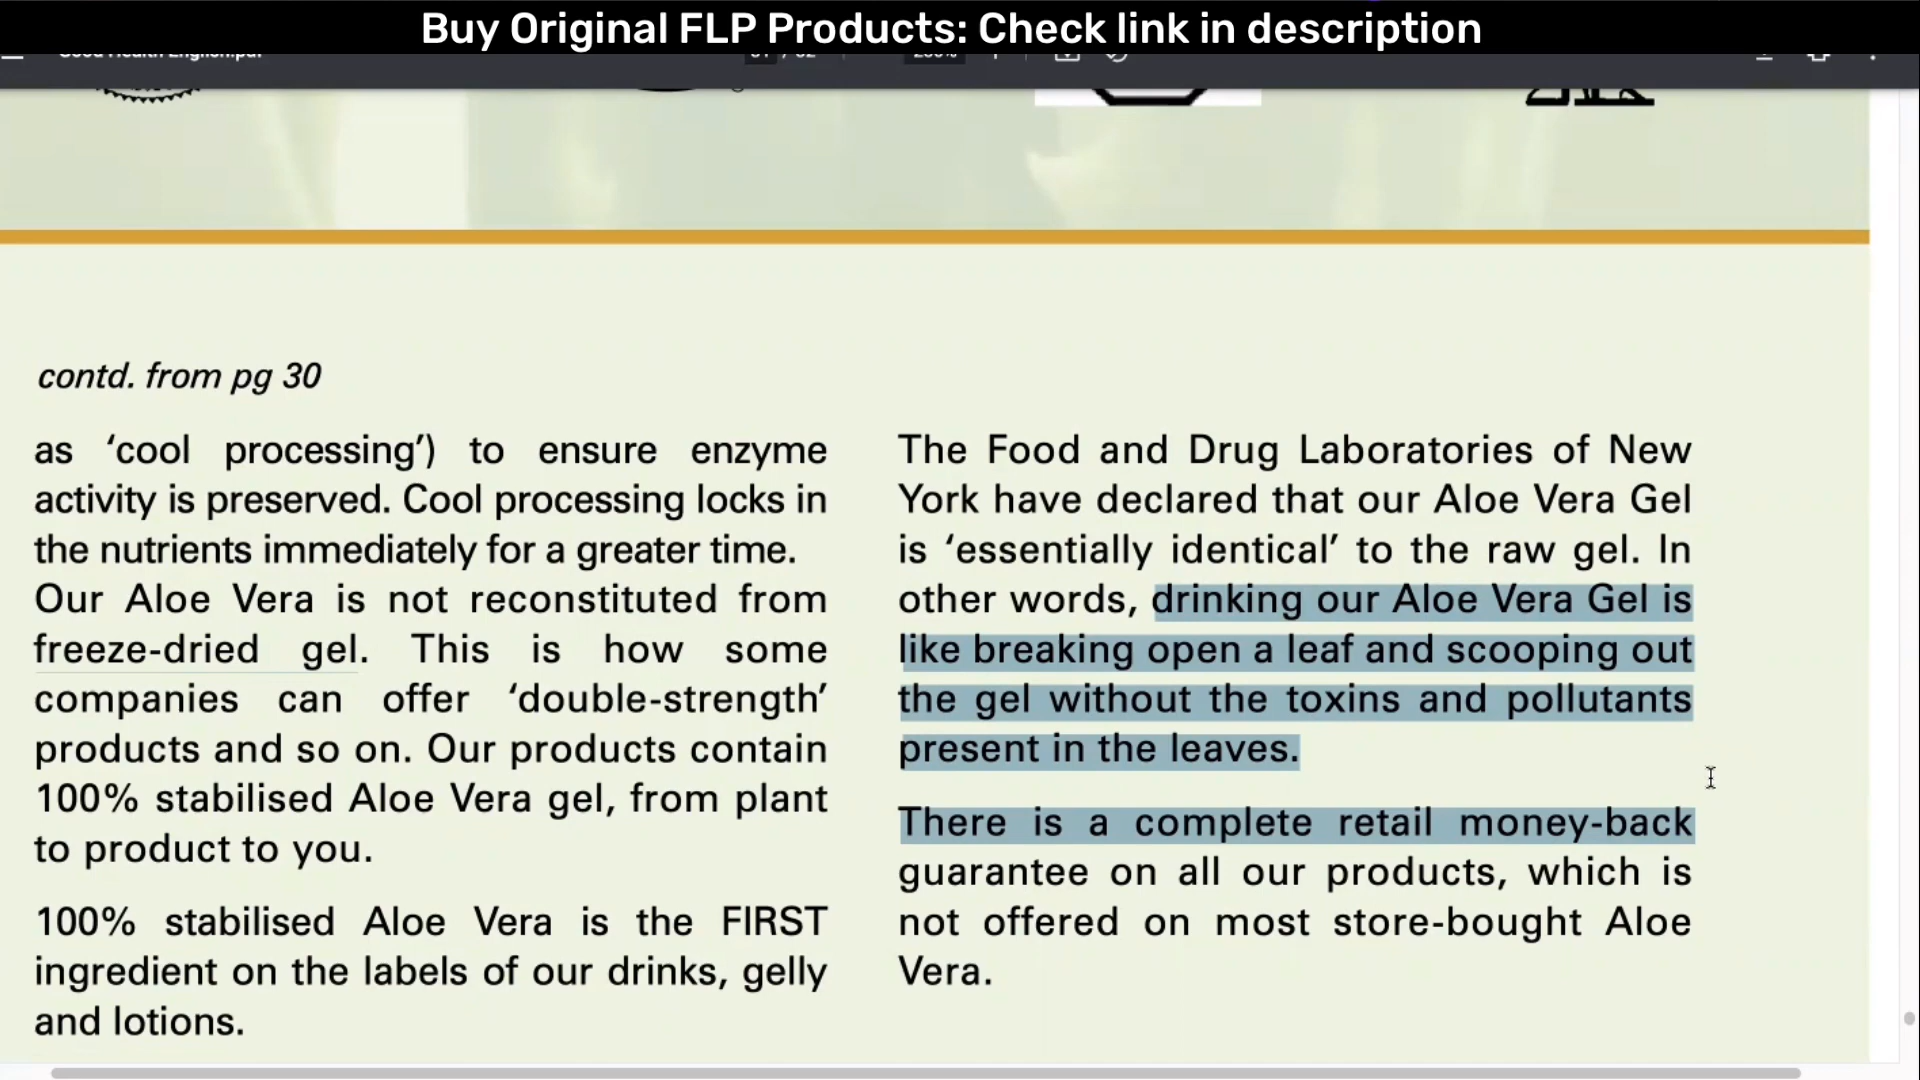 Buy Original FLP Products: Check link in description
Good Health English.pdf
contd. from pg 30
as ‘cool processing’) to ensure enzyme
activity is preserved. Cool processing locks in
the nutrients immediately for a greater time.
Our Aloe Vera is not reconstituted from
freeze-dried gel. This is how some
companies can offer ‘double-strength’
products and so on. Our products contain
100% stabilised Aloe Vera gel, from plant
to product to you.
100% stabilised Aloe Vera is the FIRST
ingredient on the labels of our drinks, gelly
and lotions.
The Food and Drug Laboratories of New
York have declared that our Aloe Vera Gel
is ‘essentially identical’ to the raw gel. In
other words, drinking our Aloe Vera Gel is
like breaking open a leaf and scooping out
the gel without the toxins and pollutants
present in the leaves.
There is a complete retail money-back
guarantee on all our products, which is
not offered on most store-bought Aloe
Vera.